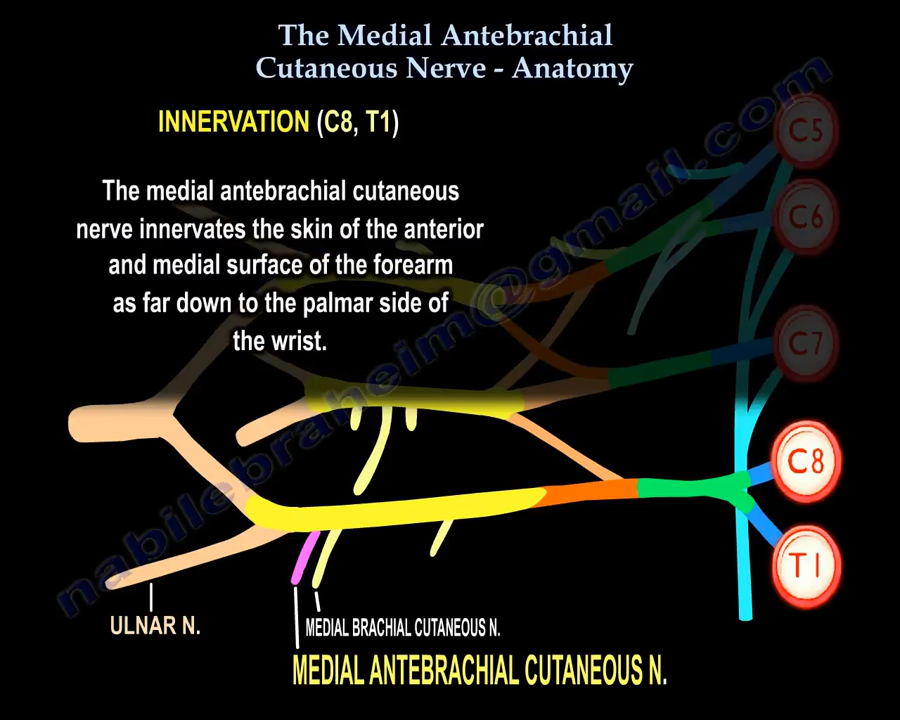 The Medial Antebrachial
Cutaneous Nerve - Anatomy
INNERVATION (C8, T1)
The medial antebrachial cutaneous
nerve innervates the skin of the anterior
and medial surface of the forearm
as far down to the palmar side of
the wrist.
C5
C6
C7
C8
T1
nabilebraheim@gmail.com
ULNAR N.
MEDIAL BRACHIAL CUTANEOUS N.
MEDIAL ANTEBRACHIAL CUTANEOUS N.